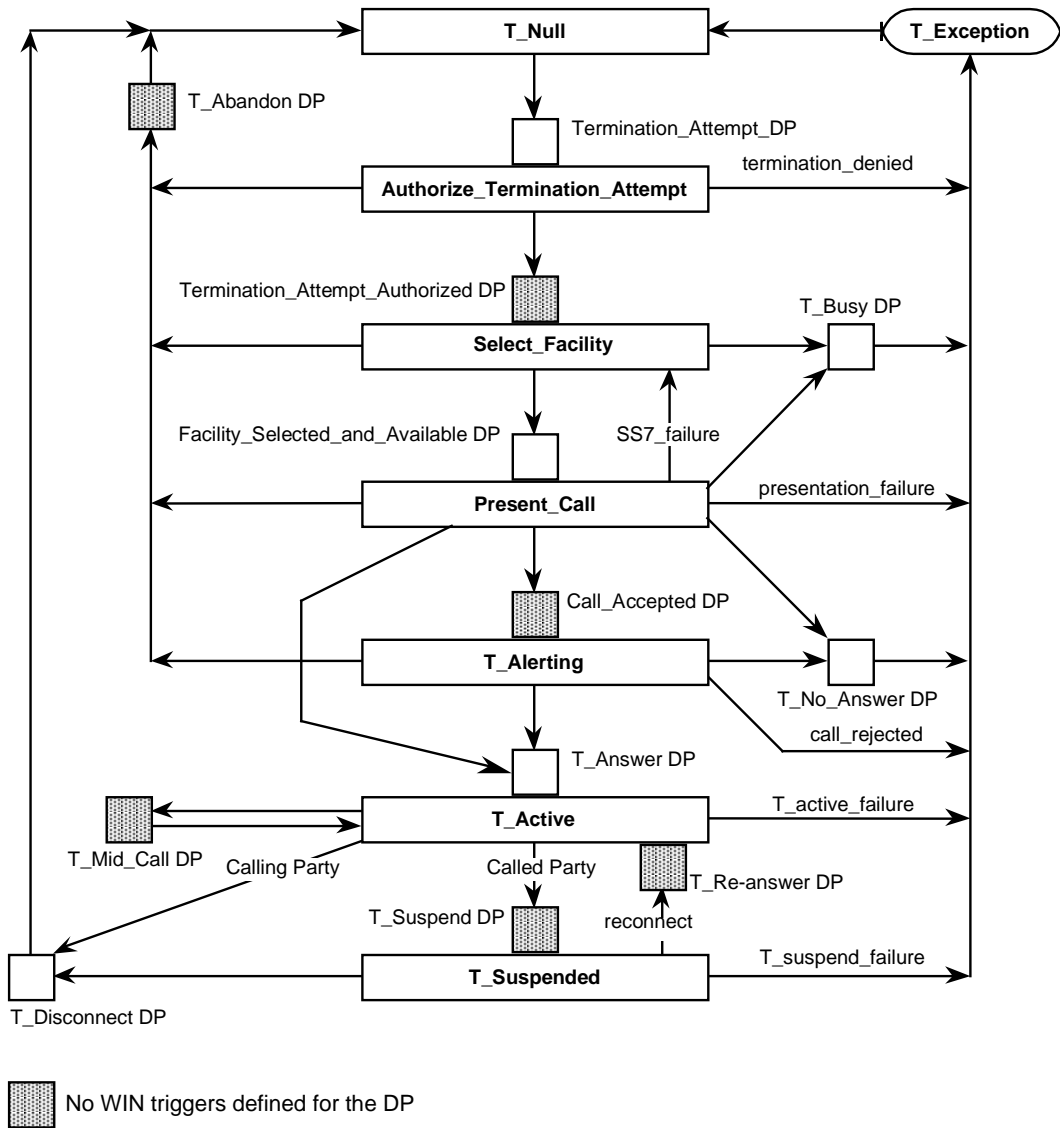 T_Null
T_Exception
T_Abandon DP
Termination_Attempt_DP
termination_denied
Authorize_Termination_Attempt
Termination_Attempt_Authorized DP
T_Busy DP
Select_Facility
Facility_Selected_and_Available DP
SS7_failure
Present_Call
presentation_failure
Call_Accepted DP
T_Alerting
T_No_Answer DP
call_rejected
T_Answer DP
T_Active
T_active_failure
T_Mid_Call DP
Calling Party
Called Party
T_Re-answer DP
T_Suspend DP
reconnect
T_Suspended
T_suspend_failure
T_Disconnect DP
No WIN triggers defined for the DP